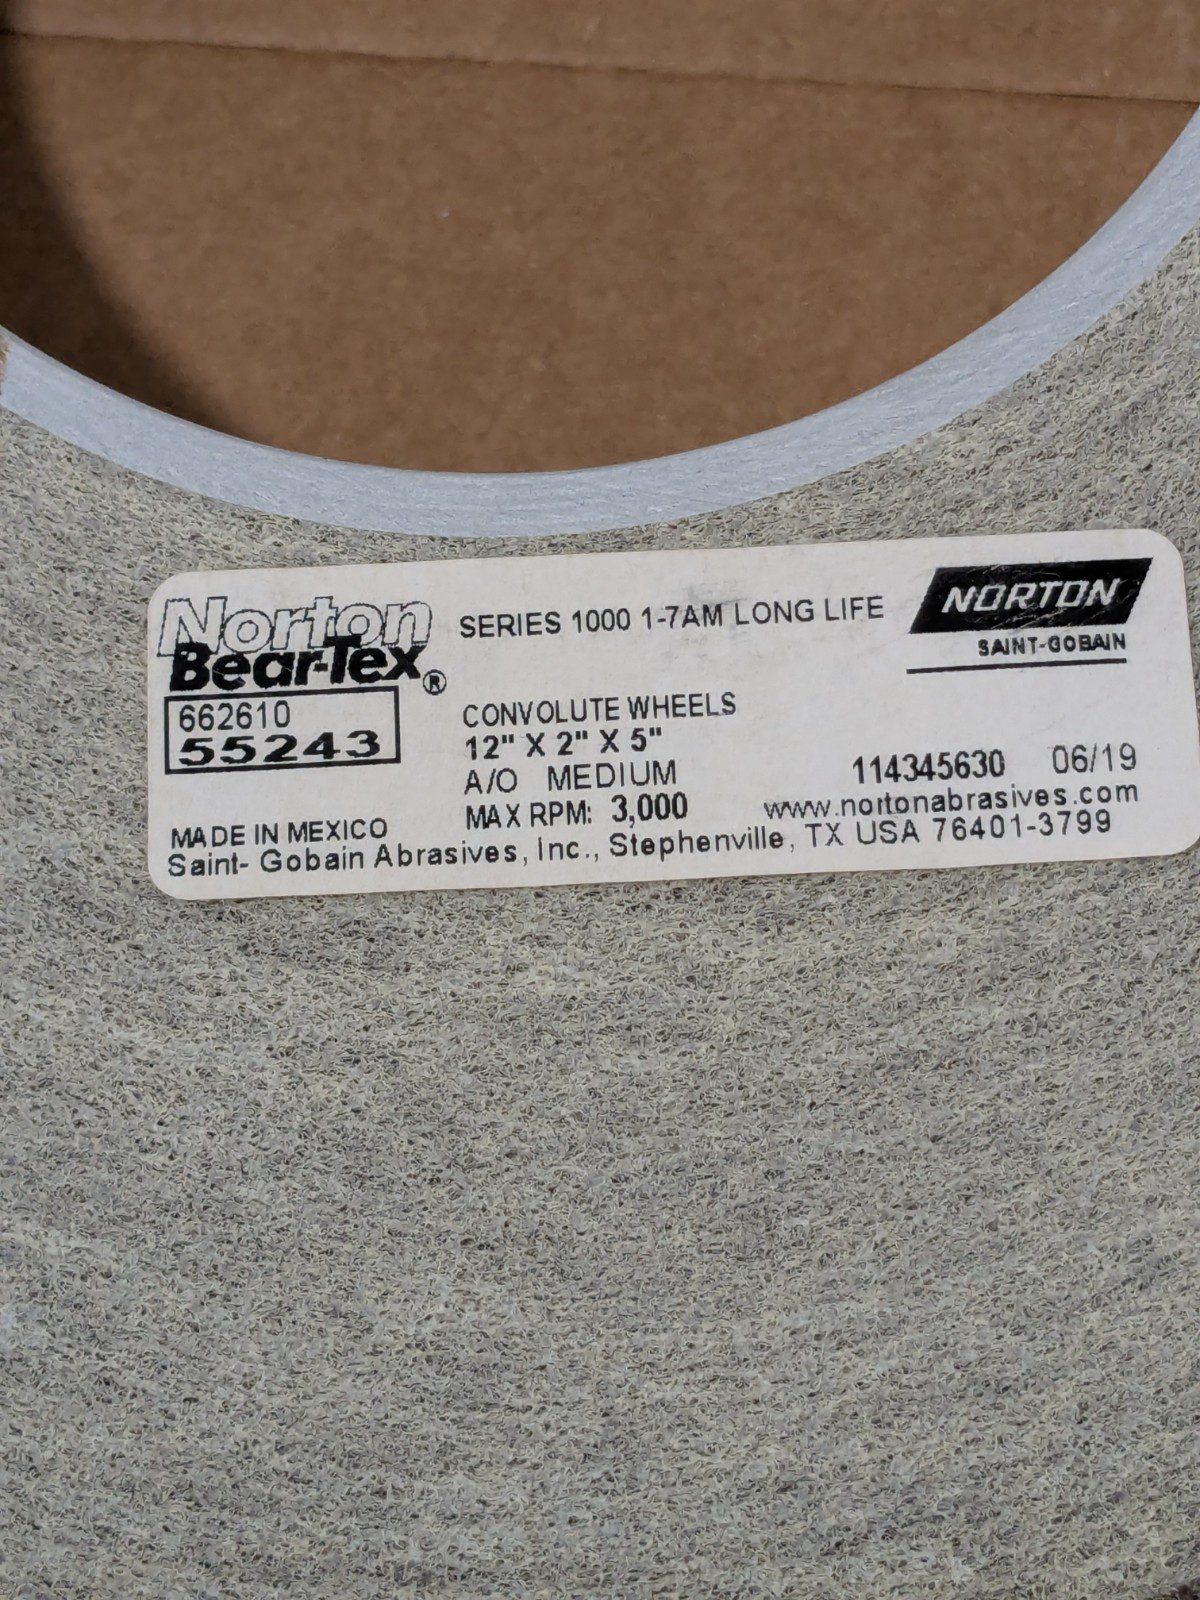 Norton SERIES 1000 1-7AM LONG LIFE NORTON
Bear-Tex® SAINT-GOBAIN
662610 CONVOLUTE WHEELS
55243 12" X 2" X 5"
A/O MEDIUM 114345630 06/19
MAX RPM: 3,000 www.nortonabrasives.com
MADE IN MEXICO
Saint- Gobain Abrasives, Inc., Stephenville, TX USA 76401-3799